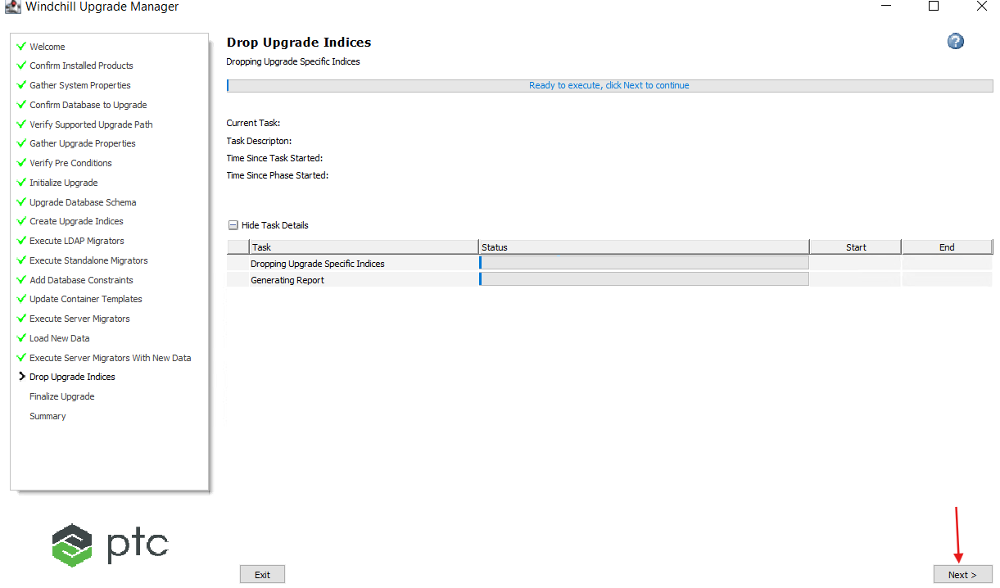 Windchill Upgrade Manager
Welcome
Confirm Installed Products
Gather System Properties
Confirm Database to Upgrade
Verify Supported Upgrade Path
Gather Upgrade Properties
Verify Pre Conditions
Initialize Upgrade
Upgrade Database Schema
Create Upgrade Indices
Execute LDAP Migrators
Execute Standalone Migrators
Add Database Constraints
Update Container Templates
Execute Server Migrators
Load New Data
Execute Server Migrators With New Data
Drop Upgrade Indices
Finalize Upgrade
Summary
ptc
Drop Upgrade Indices
?
Dropping Upgrade Specific Indices
Ready to execute, click Next to continue
Current Task:
Task Descripton:
Time Since Task Started:
Time Since Phase Started:
Hide Task Details
Task Status Start End
Dropping Upgrade Specific Indices
Generating Report
Exit Next >